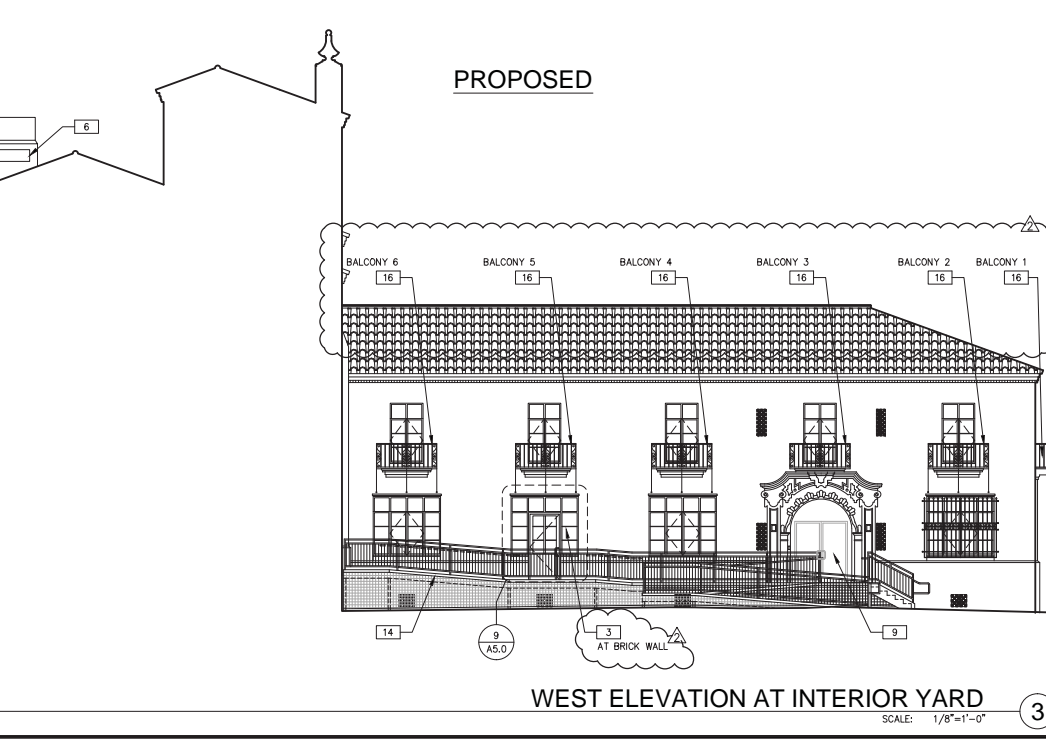 PROPOSED
6
2
BALCONY 6
16
BALCONY 5
16
BALCONY 4
16
BALCONY 3
16
BALCONY 2
16
BALCONY 1
16
14
9
A5.0
3
AT BRICK WALL
2
9
WEST ELEVATION AT INTERIOR YARD
SCALE: 1/8"=1'-0"
3